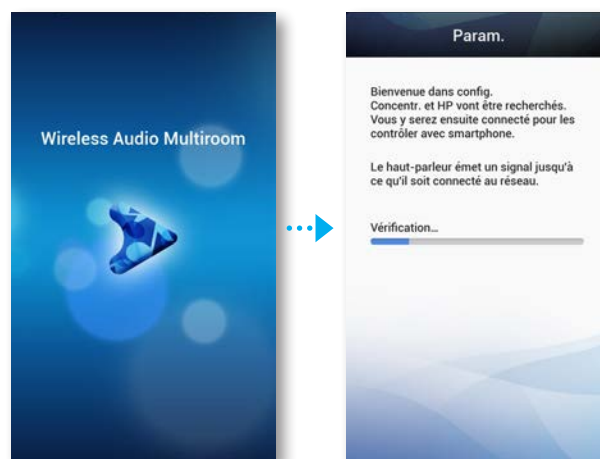 Wireless Audio Multiroom
Param.
Bienvenue dans config.
Concentr. et HP vont être recherchés.
Vous y serez ensuite connecté pour les
contrôler avec smartphone.
Le haut-parleur émet un signal jusqu'à
ce qu'il soit connecté au réseau.
Vérification...